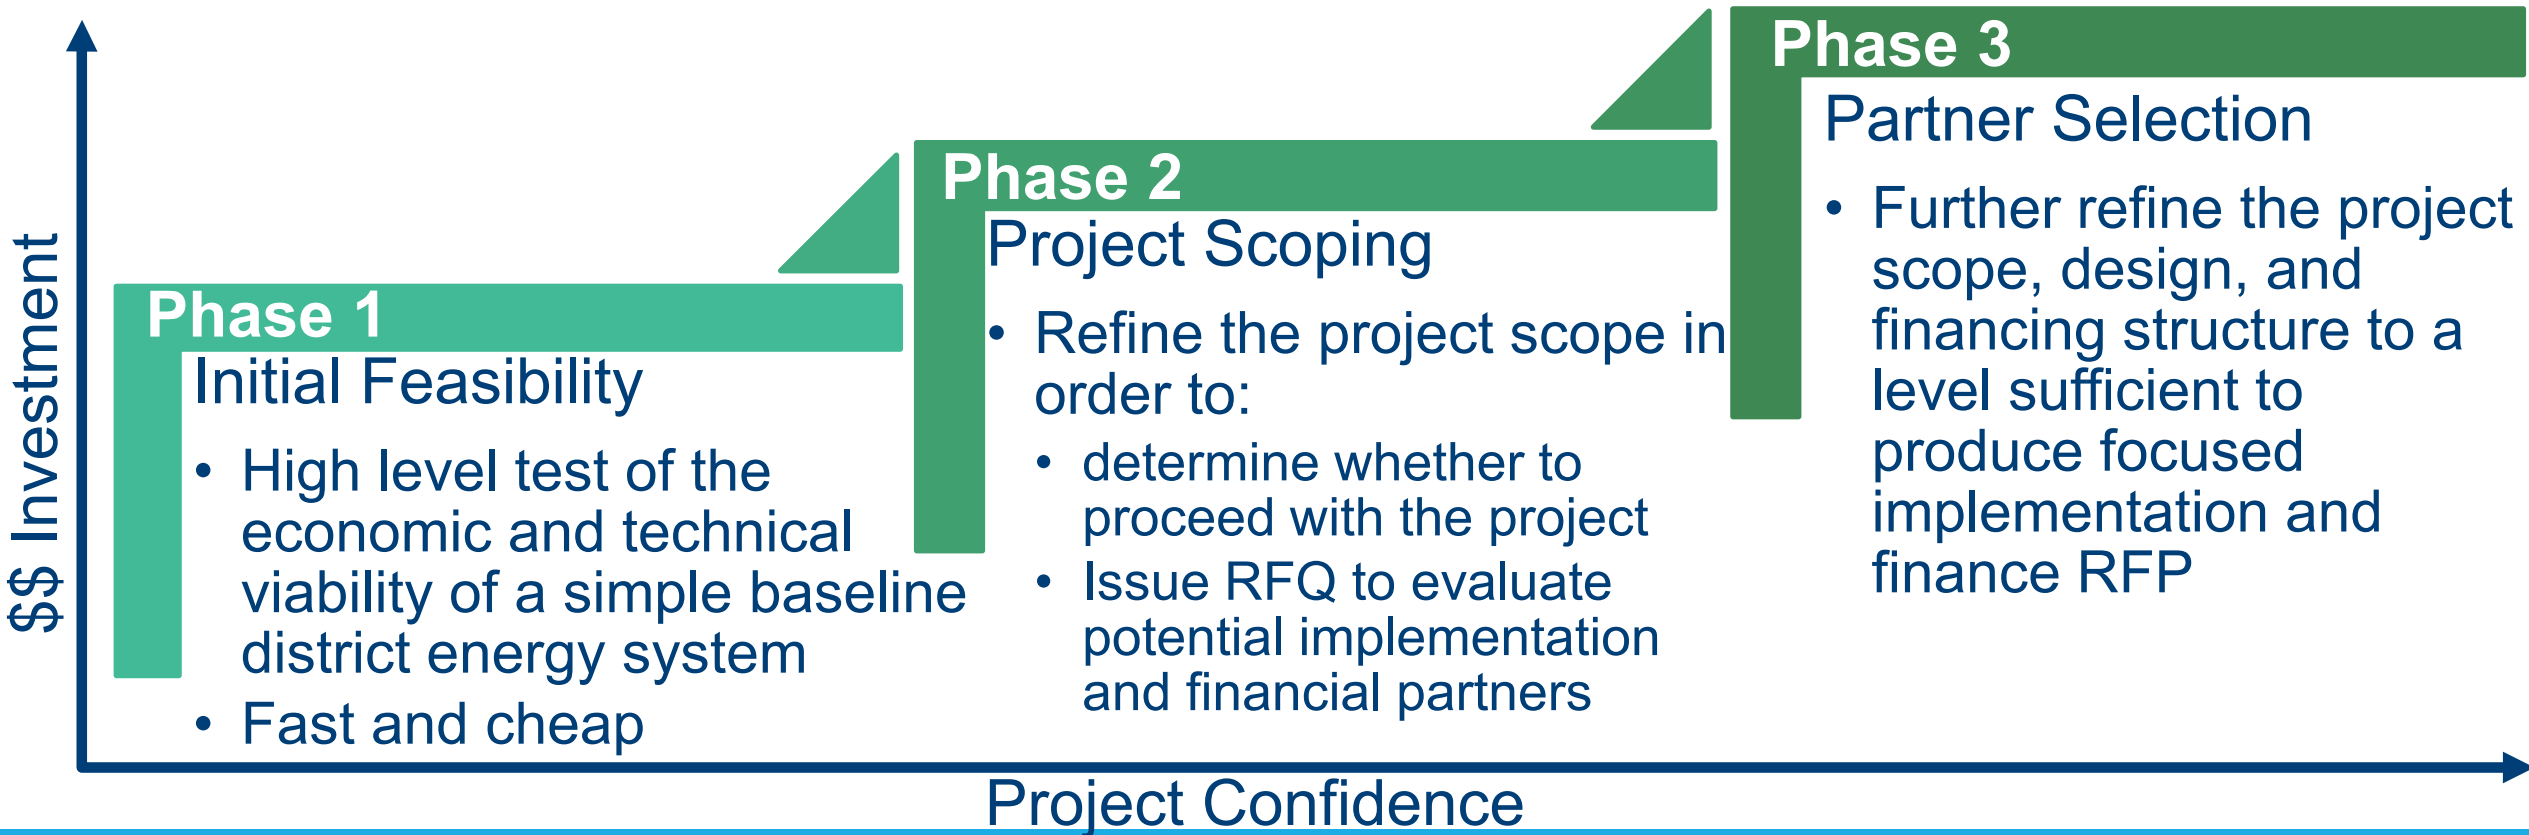 $$ Investment
Phase 1
Initial Feasibility
• High level test of the
economic and technical
viability of a simple baseline
district energy system
• Fast and cheap
Phase 2
Project Scoping
• Refine the project scope in
order to:
• determine whether to
proceed with the project
• Issue RFQ to evaluate
potential implementation
and financial partners
Phase 3
Partner Selection
• Further refine the project
scope, design, and
financing structure to a
level sufficient to
produce focused
implementation and
finance RFP
Project Confidence